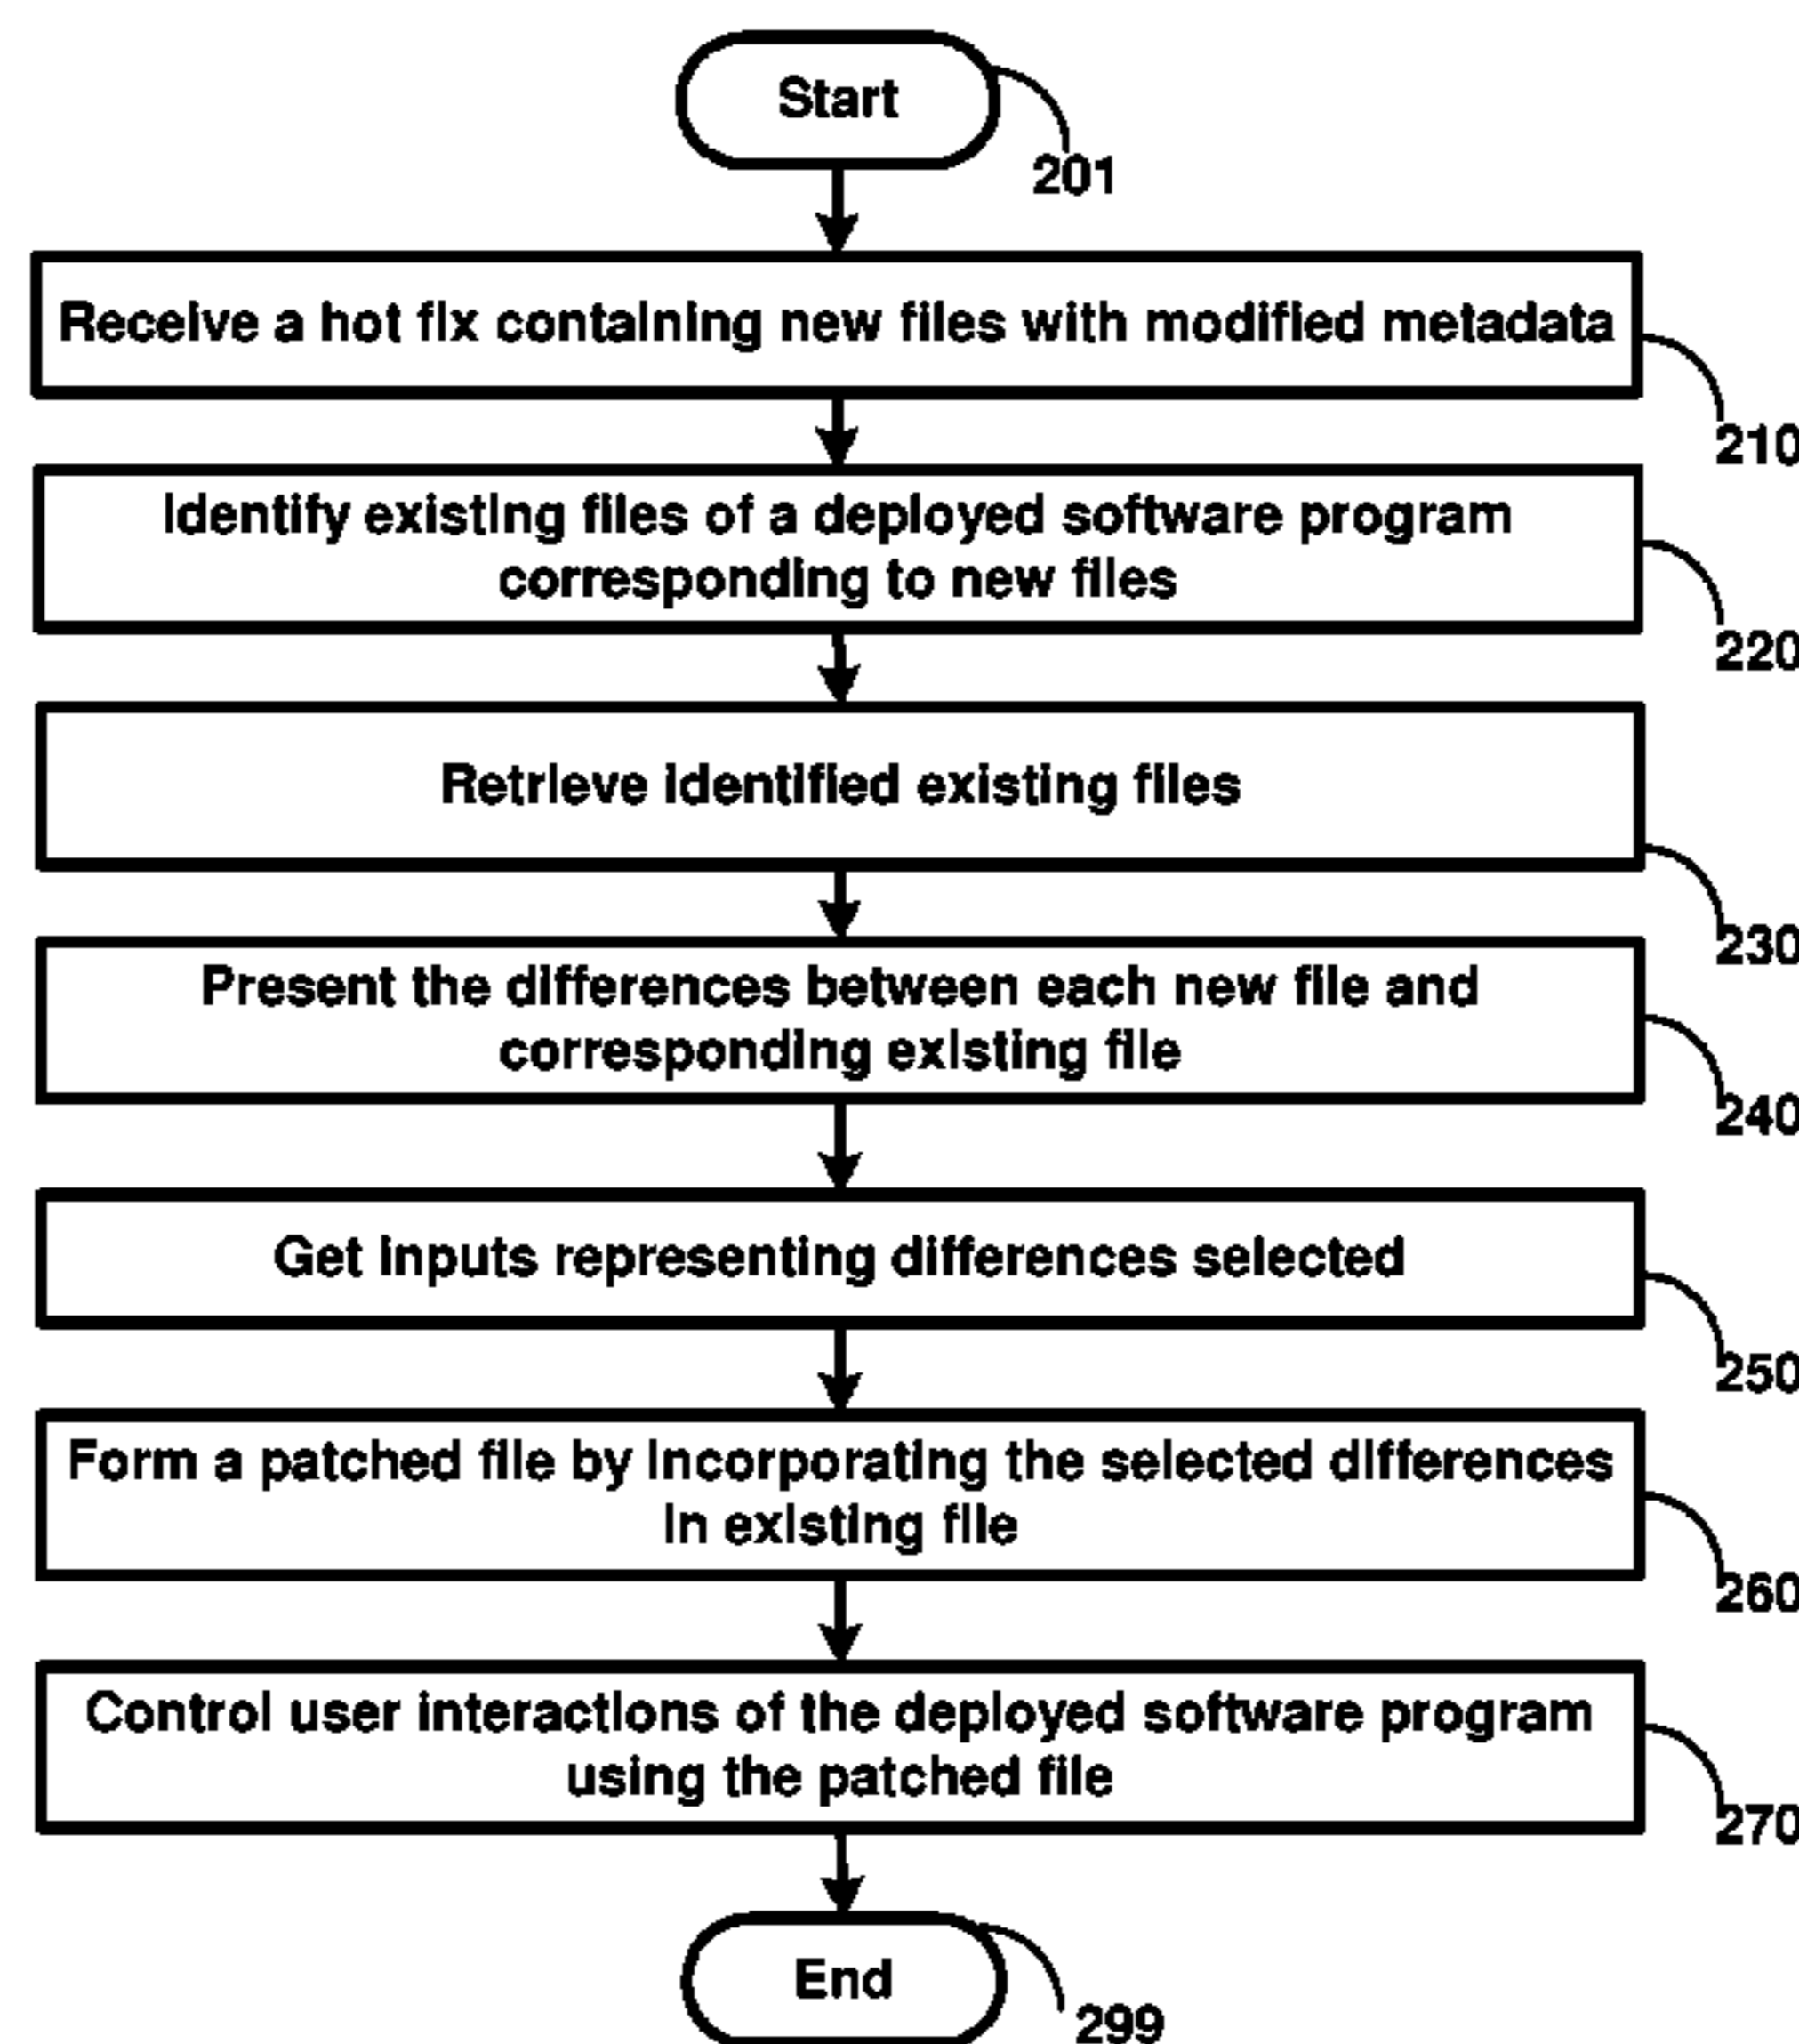 Start
201
Receive a hot fix containing new files with modified metadata
210
Identify existing files of a deployed software program
corresponding to new files
220
Retrieve identified existing files
230
Present the differences between each new file and
corresponding existing file
240
Get inputs representing differences selected
250
Form a patched file by incorporating the selected differences
in existing file
260
Control user interactions of the deployed software program
using the patched file
270
End
299